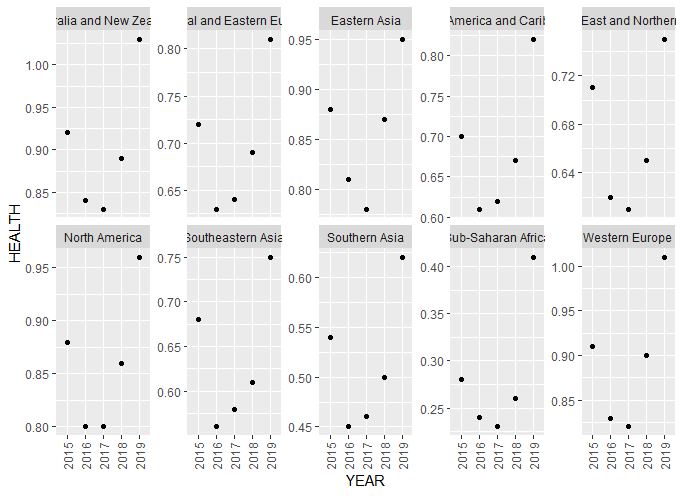 ralia and New Zea
al and Eastern Eu
Eastern Asia
America and Carib
East and Northern
1.00
0.95
0.90
0.85
0.80
0.75
0.70
0.65
0.95
0.90
0.85
0.80
0.80
0.75
0.70
0.65
0.60
0.72
0.68
0.64
HEALTH
North America
Southeastern Asia
Southern Asia
Sub-Saharan Africa
Western Europe
0.95
0.90
0.85
0.80
0.75
0.70
0.65
0.60
0.60
0.55
0.50
0.45
0.40
0.35
0.30
0.25
1.00
0.95
0.90
0.85
2015 2016 2017 2018 2019
2015 2016 2017 2018 2019
2015 2016 2017 2018 2019
2015 2016 2017 2018 2019
2015 2016 2017 2018 2019
YEAR